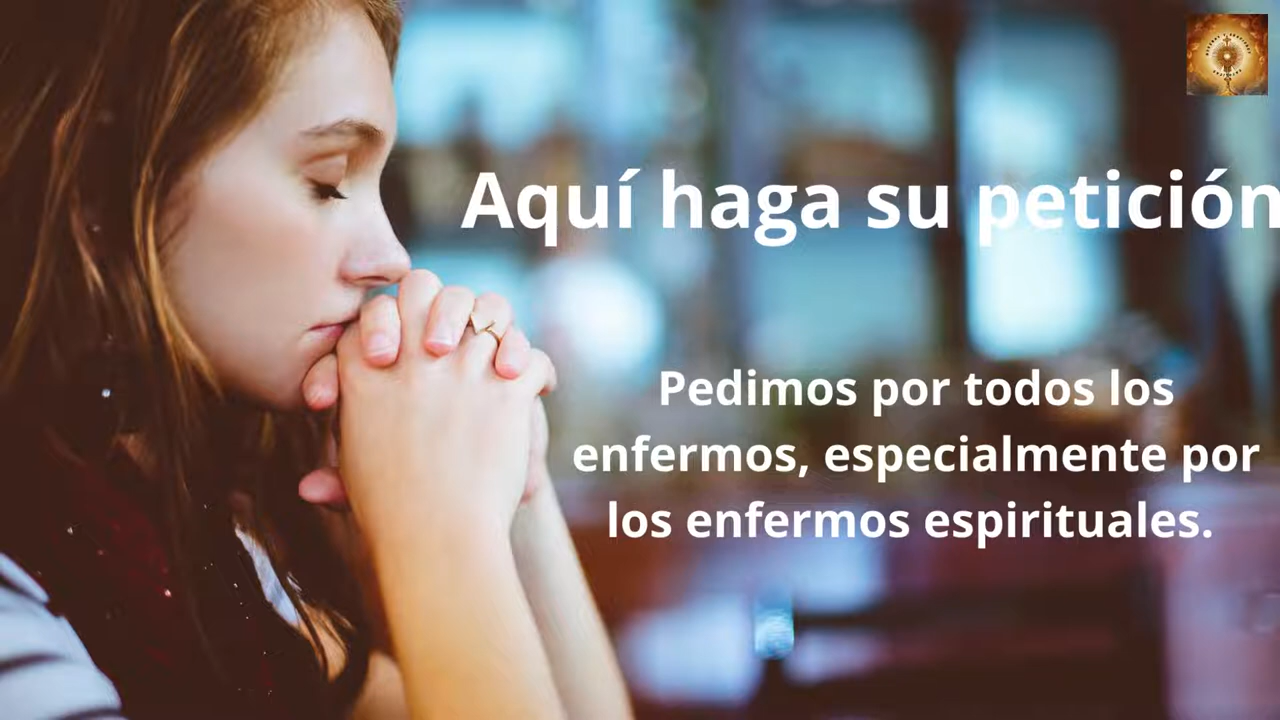 Aquí haga su petición
Pedimos por todos los
enfermos, especialmente por
los enfermos espirituales.